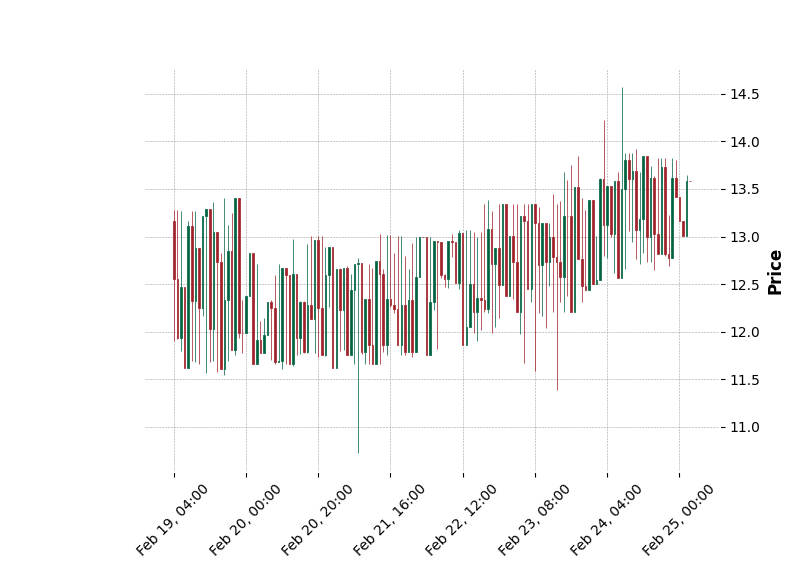 14.5
14.0
13.5
13.0
12.5
12.0
11.5
11.0
Price
Feb 19, 04:00
Feb 20, 00:00
Feb 20, 20:00
Feb 21, 16:00
Feb 22, 12:00
Feb 23, 08:00
Feb 24, 04:00
Feb 25, 00:00